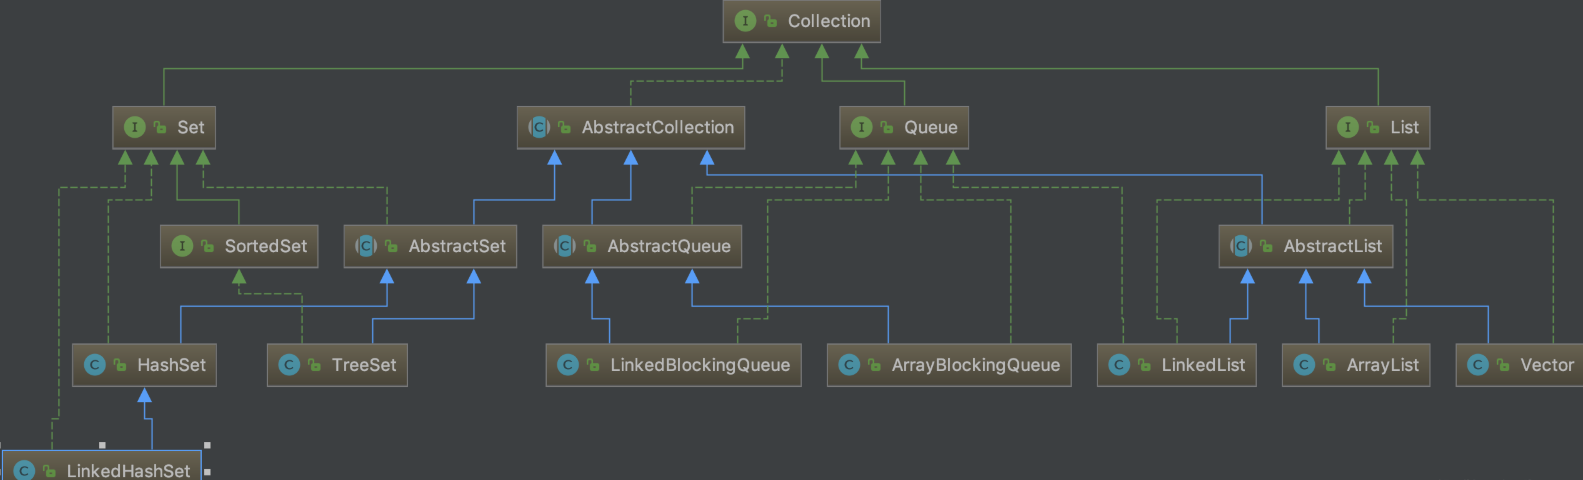 I Collection
I Set
C AbstractCollection
I Queue
I List
I SortedSet
C AbstractSet
C AbstractQueue
C AbstractList
C HashSet
C TreeSet
C LinkedBlockingQueue
C ArrayBlockingQueue
C LinkedList
C ArrayList
C Vector
C LinkedHashSet